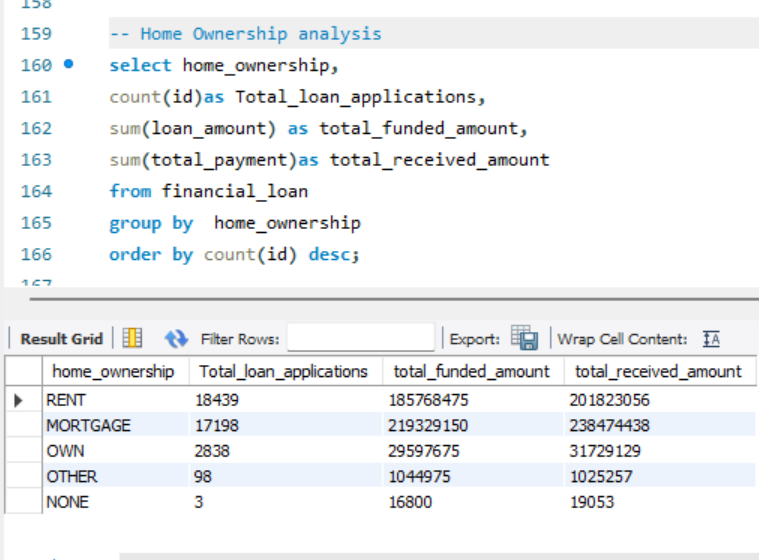 158
159 -- Home Ownership analysis
160 select home_ownership,
161 count(id)as Total_loan_applications,
162 sum(loan_amount) as total_funded_amount,
163 sum(total_payment)as total_received_amount
164 from financial_loan
165 group by  home_ownership
166 order by count(id) desc;
167
Result Grid Filter Rows: Export: Wrap Cell Content: IA
home_ownership Total_loan_applications total_funded_amount total_received_amount
RENT 18439 185768475 201823056
MORTGAGE 17198 219329150 238474438
OWN 2838 29597675 31729129
OTHER 98 1044975 1025257
NONE 3 16800 19053